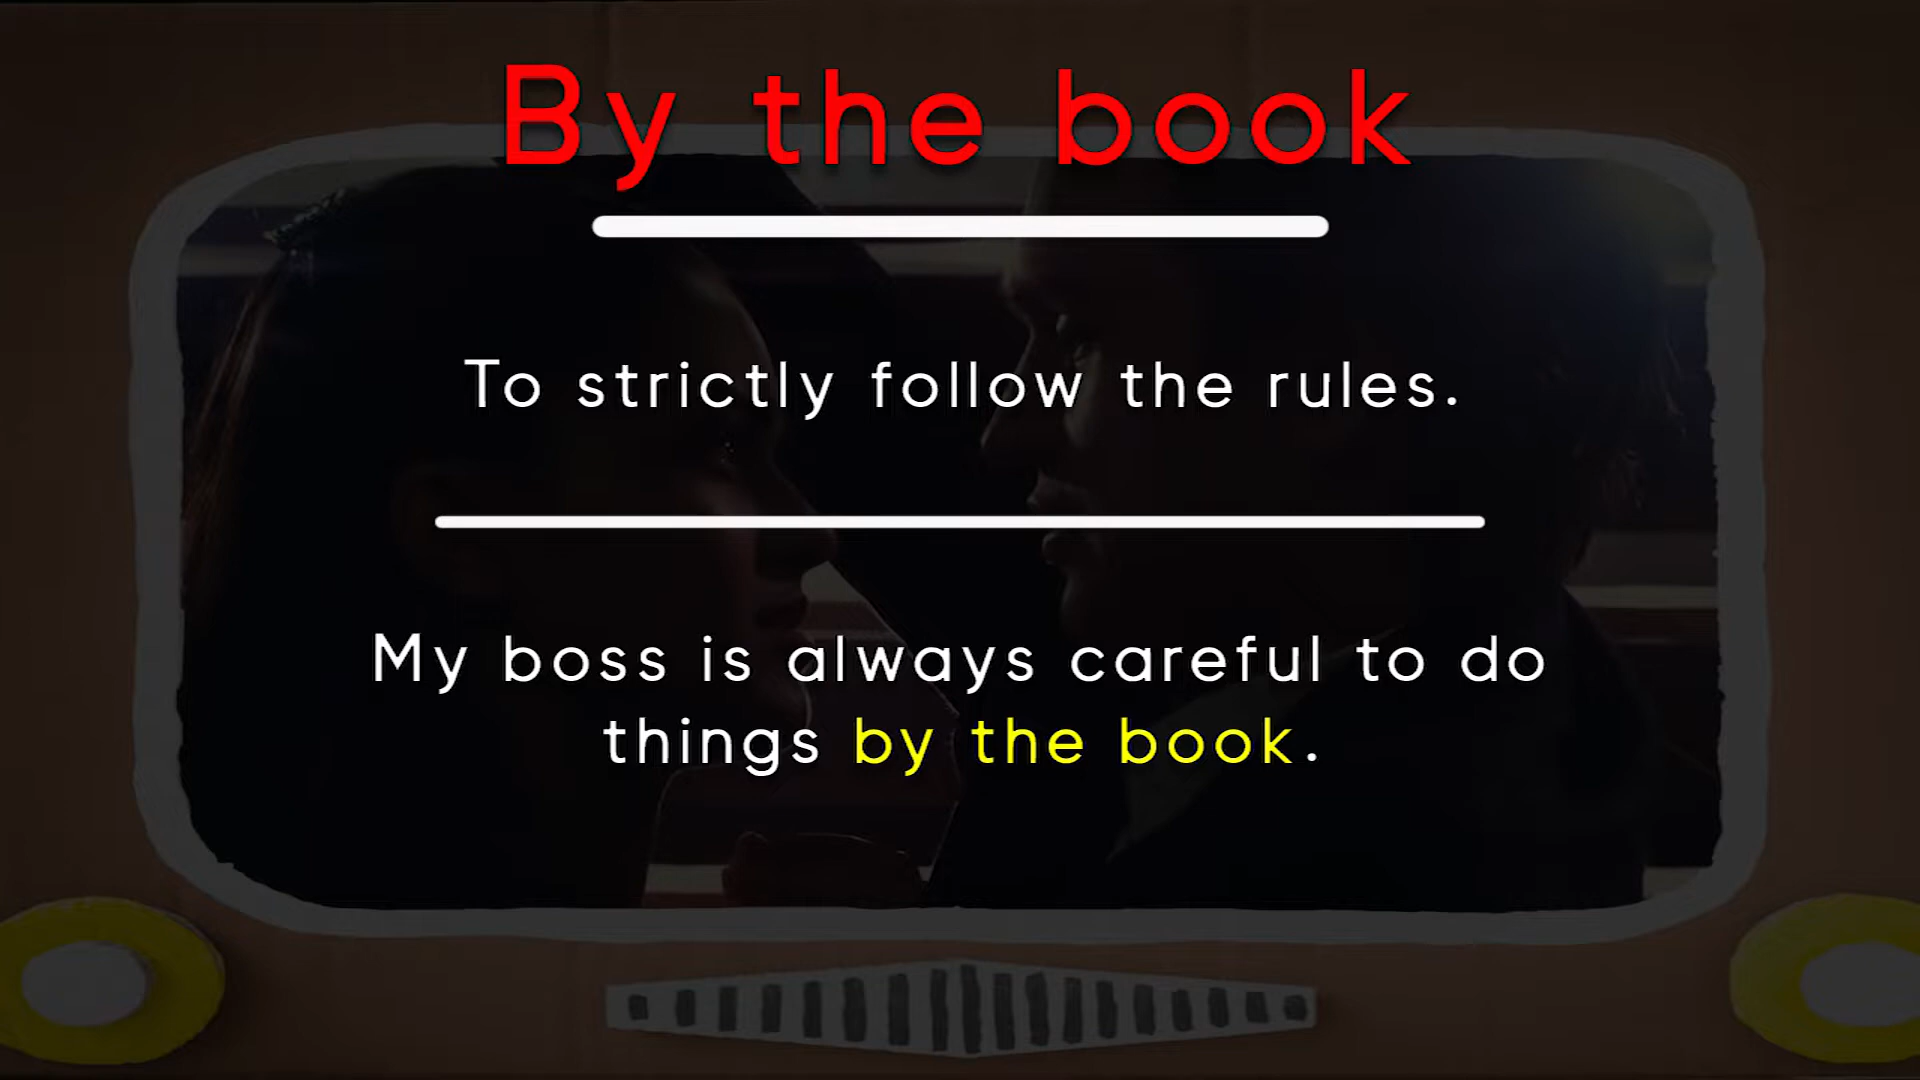 By the book
To strictly follow the rules.
My boss is always careful to do
things by the book.